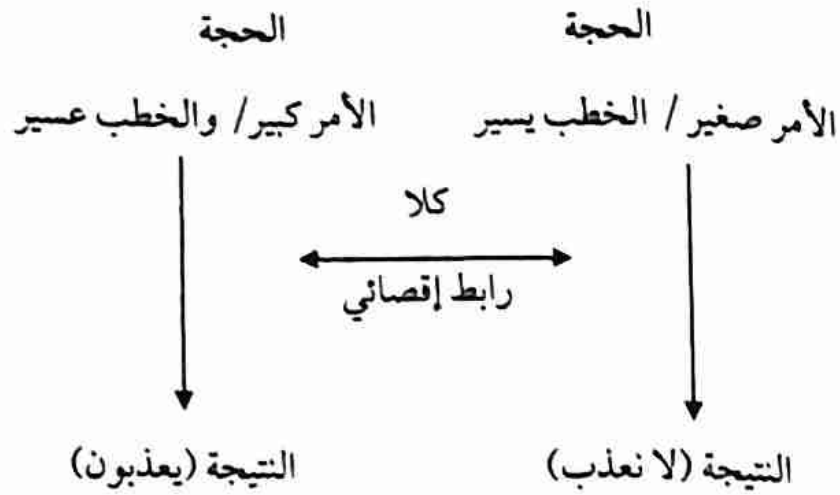 الحجة الحجة
الأمر صغير / الخطب يسير الأمر كبير/ والخطب عسير
كلا
رابط إقصائي
النتيجة (لا نعذب) النتيجة (يعذبون)